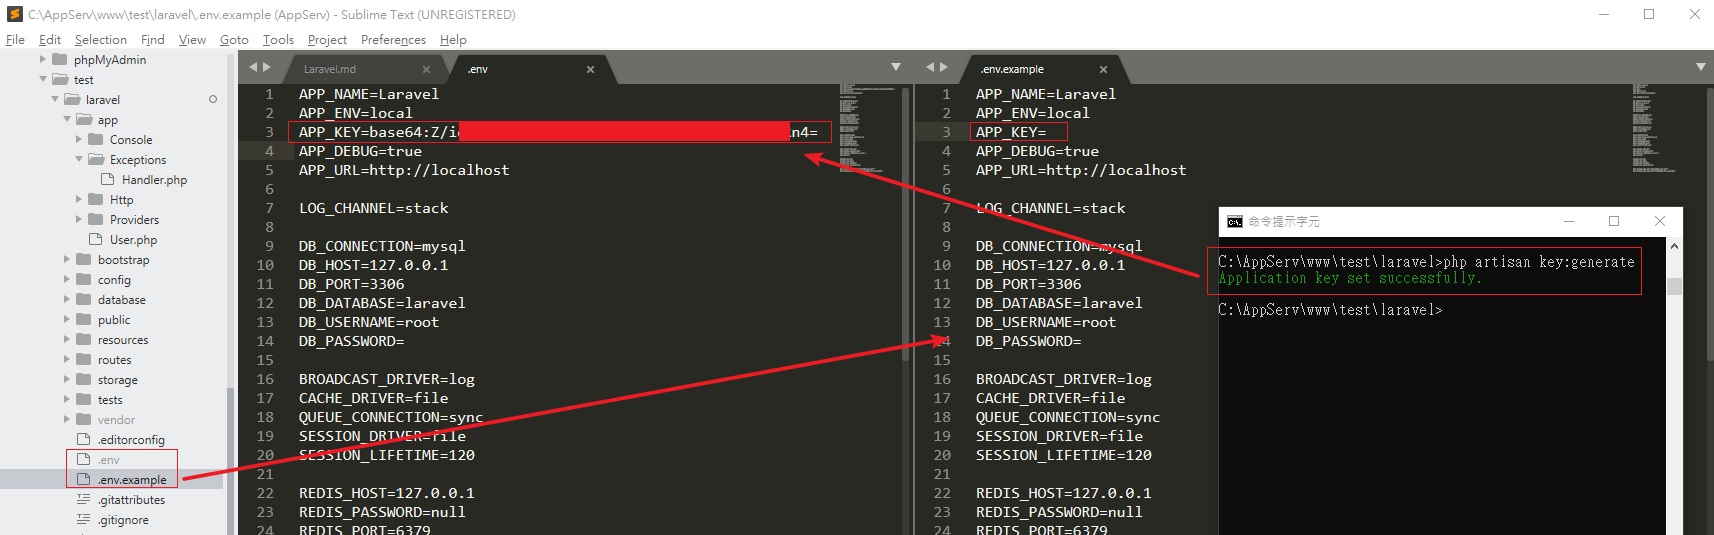 C:\AppServ\www\test\laravel\.env.example (AppServ) - Sublime Text (UNREGISTERED)
File Edit Selection Find View Goto Tools Project Preferences Help
phpMyAdmin
test
laravel
app
Console
Exceptions
Handler.php
Http
Providers
User.php
bootstrap
config
database
public
resources
routes
storage
tests
vendor
.editorconfig
.env
.env.example
.gitattributes
.gitignore
Laravel.md
.env
1 APP_NAME=Laravel
2 APP_ENV=local
3 APP_KEY=base64:Z/i n4=
4 APP_DEBUG=true
5 APP_URL=http://localhost
6
7 LOG_CHANNEL=stack
8
9 DB_CONNECTION=mysql
10 DB_HOST=127.0.0.1
11 DB_PORT=3306
12 DB_DATABASE=laravel
13 DB_USERNAME=root
14 DB_PASSWORD=
15
16 BROADCAST_DRIVER=log
17 CACHE_DRIVER=file
18 QUEUE_CONNECTION=sync
19 SESSION_DRIVER=file
20 SESSION_LIFETIME=120
21
22 REDIS_HOST=127.0.0.1
23 REDIS_PASSWORD=null
24 REDIS_PORT=6379
.env.example
1 APP_NAME=Laravel
2 APP_ENV=local
3 APP_KEY=
4 APP_DEBUG=true
5 APP_URL=http://localhost
6
7 LOG_CHANNEL=stack
8
9 DB_CONNECTION=mysql
10 DB_HOST=127.0.0.1
11 DB_PORT=3306
12 DB_DATABASE=laravel
13 DB_USERNAME=root
14 DB_PASSWORD=
15
16 BROADCAST_DRIVER=log
17 CACHE_DRIVER=file
18 QUEUE_CONNECTION=sync
19 SESSION_DRIVER=file
20 SESSION_LIFETIME=120
21
22 REDIS_HOST=127.0.0.1
23 REDIS_PASSWORD=null
24 REDIS_PORT=6379
命令提示字元
C:\AppServ\www\test\laravel>php artisan key:generate
Application key set successfully.
C:\AppServ\www\test\laravel>